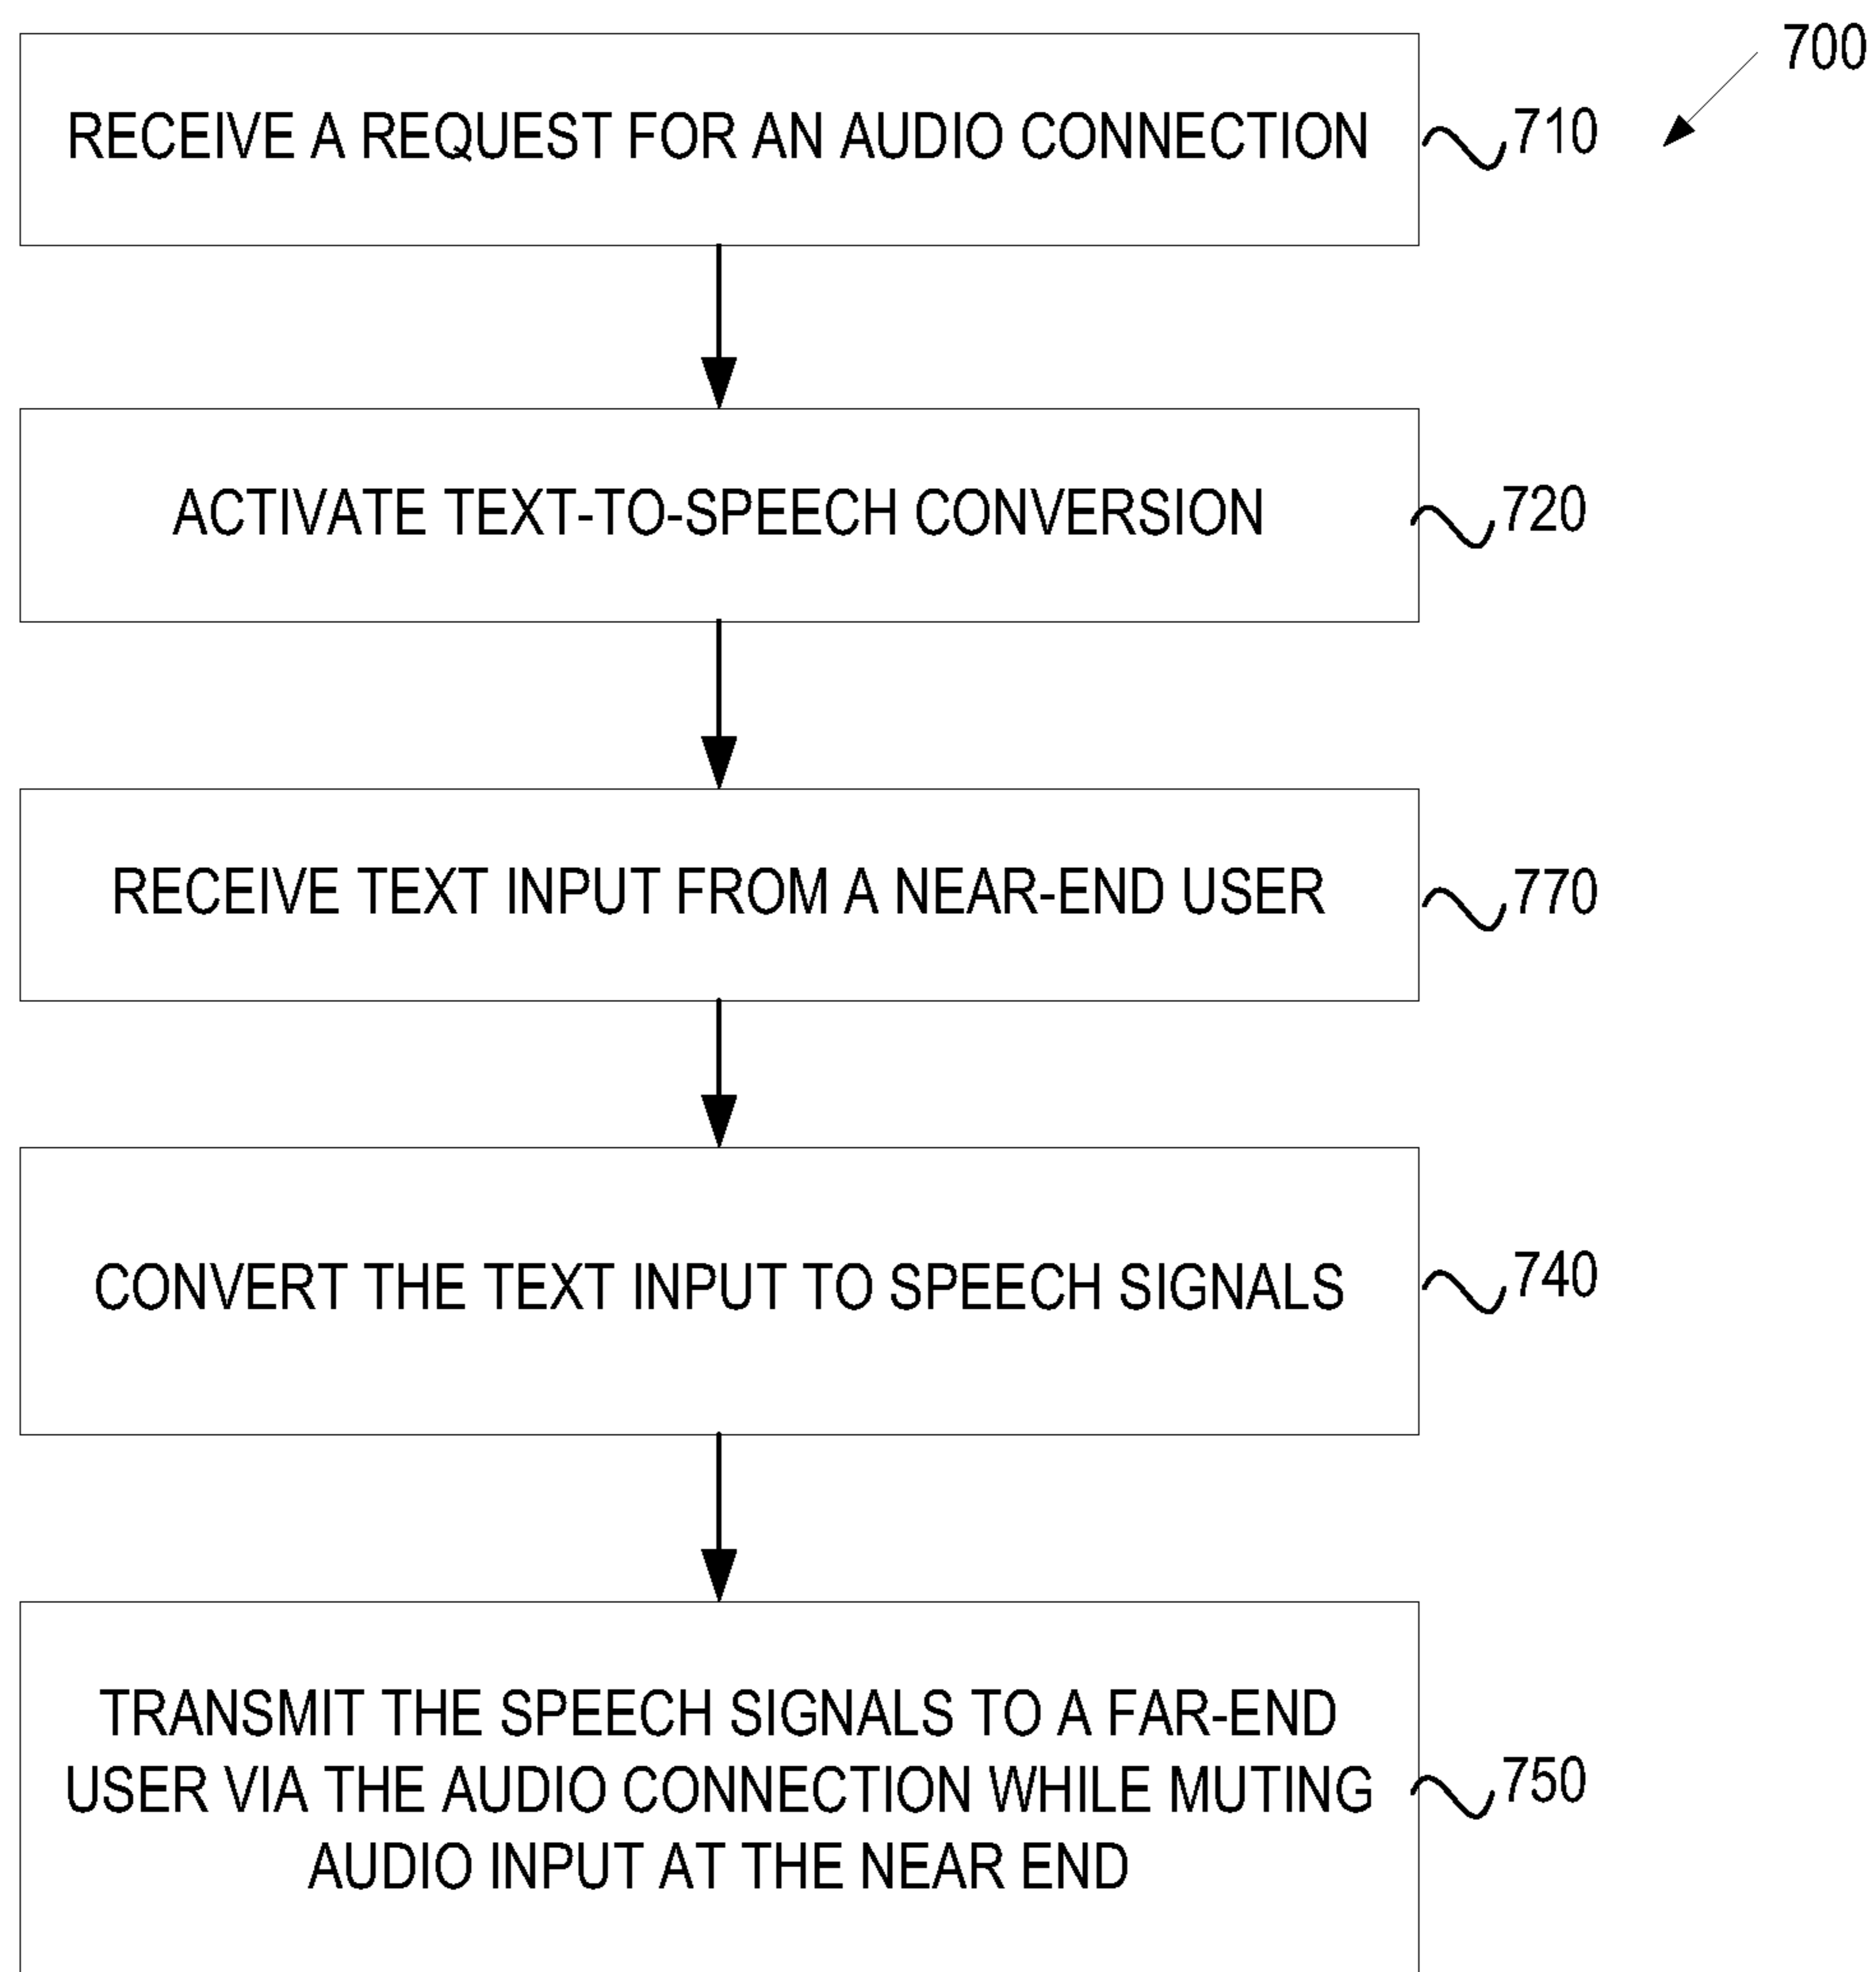 700
RECEIVE A REQUEST FOR AN AUDIO CONNECTION
710
ACTIVATE TEXT-TO-SPEECH CONVERSION
720
RECEIVE TEXT INPUT FROM A NEAR-END USER
770
CONVERT THE TEXT INPUT TO SPEECH SIGNALS
740
TRANSMIT THE SPEECH SIGNALS TO A FAR-END
USER VIA THE AUDIO CONNECTION WHILE MUTING
AUDIO INPUT AT THE NEAR END
750